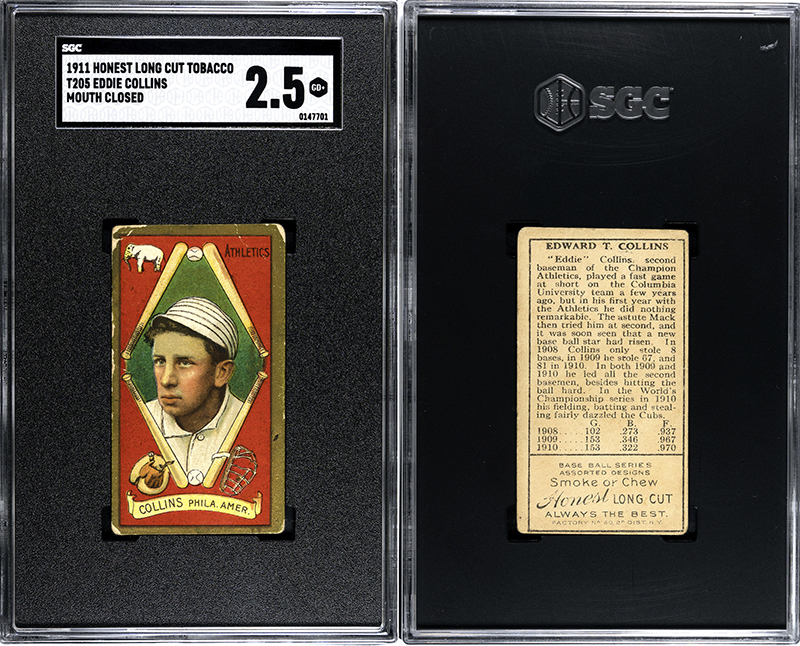 SGC
1911 HONEST LONG CUT TOBACCO
T205 EDDIE COLLINS
MOUTH CLOSED
2.5
GD+
0147701
ATHLETICS
COLLINS PHILA. AMER.
SGC
EDWARD T. COLLINS
"Eddie" Collins, second
baseman of the Champion
Athletics, played a fast game
at short on the Columbia
University team a few years
ago, but in his first year with
the Athletics he did nothing
remarkable. The astute Mack
then tried him at second, and
it was soon seen that a new
base ball star had risen. In
1908 Collins only stole 8
bases, in 1909 he stole 67, and
81 in 1910. In both 1909 and
1910 he led all the second
basemen, besides hitting the
ball hard. In the World's
Championship series in 1910
his fielding, batting and steal-
ing fairly dazzled the Cubs.
G. B. F.
1908..... 102 .273 .937
1909..... 153 .346 .967
1910..... 153 .322 .970
BASE BALL SERIES
ASSORTED DESIGNS
Smoke or Chew
Honest LONG CUT
ALWAYS THE BEST.
FACTORY No 60, 2d DIST. N.Y.